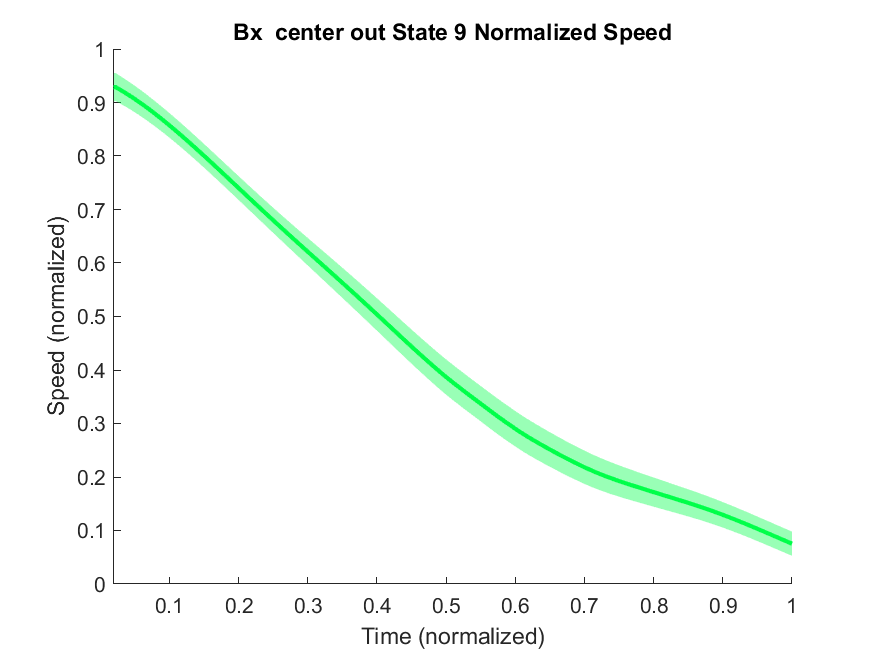 Bx  center out State 9 Normalized Speed
1
0.9
0.8
0.7
0.6
0.5
0.4
0.3
0.2
0.1
0
Speed (normalized)
0.1 0.2 0.3 0.4 0.5 0.6 0.7 0.8 0.9 1
Time (normalized)